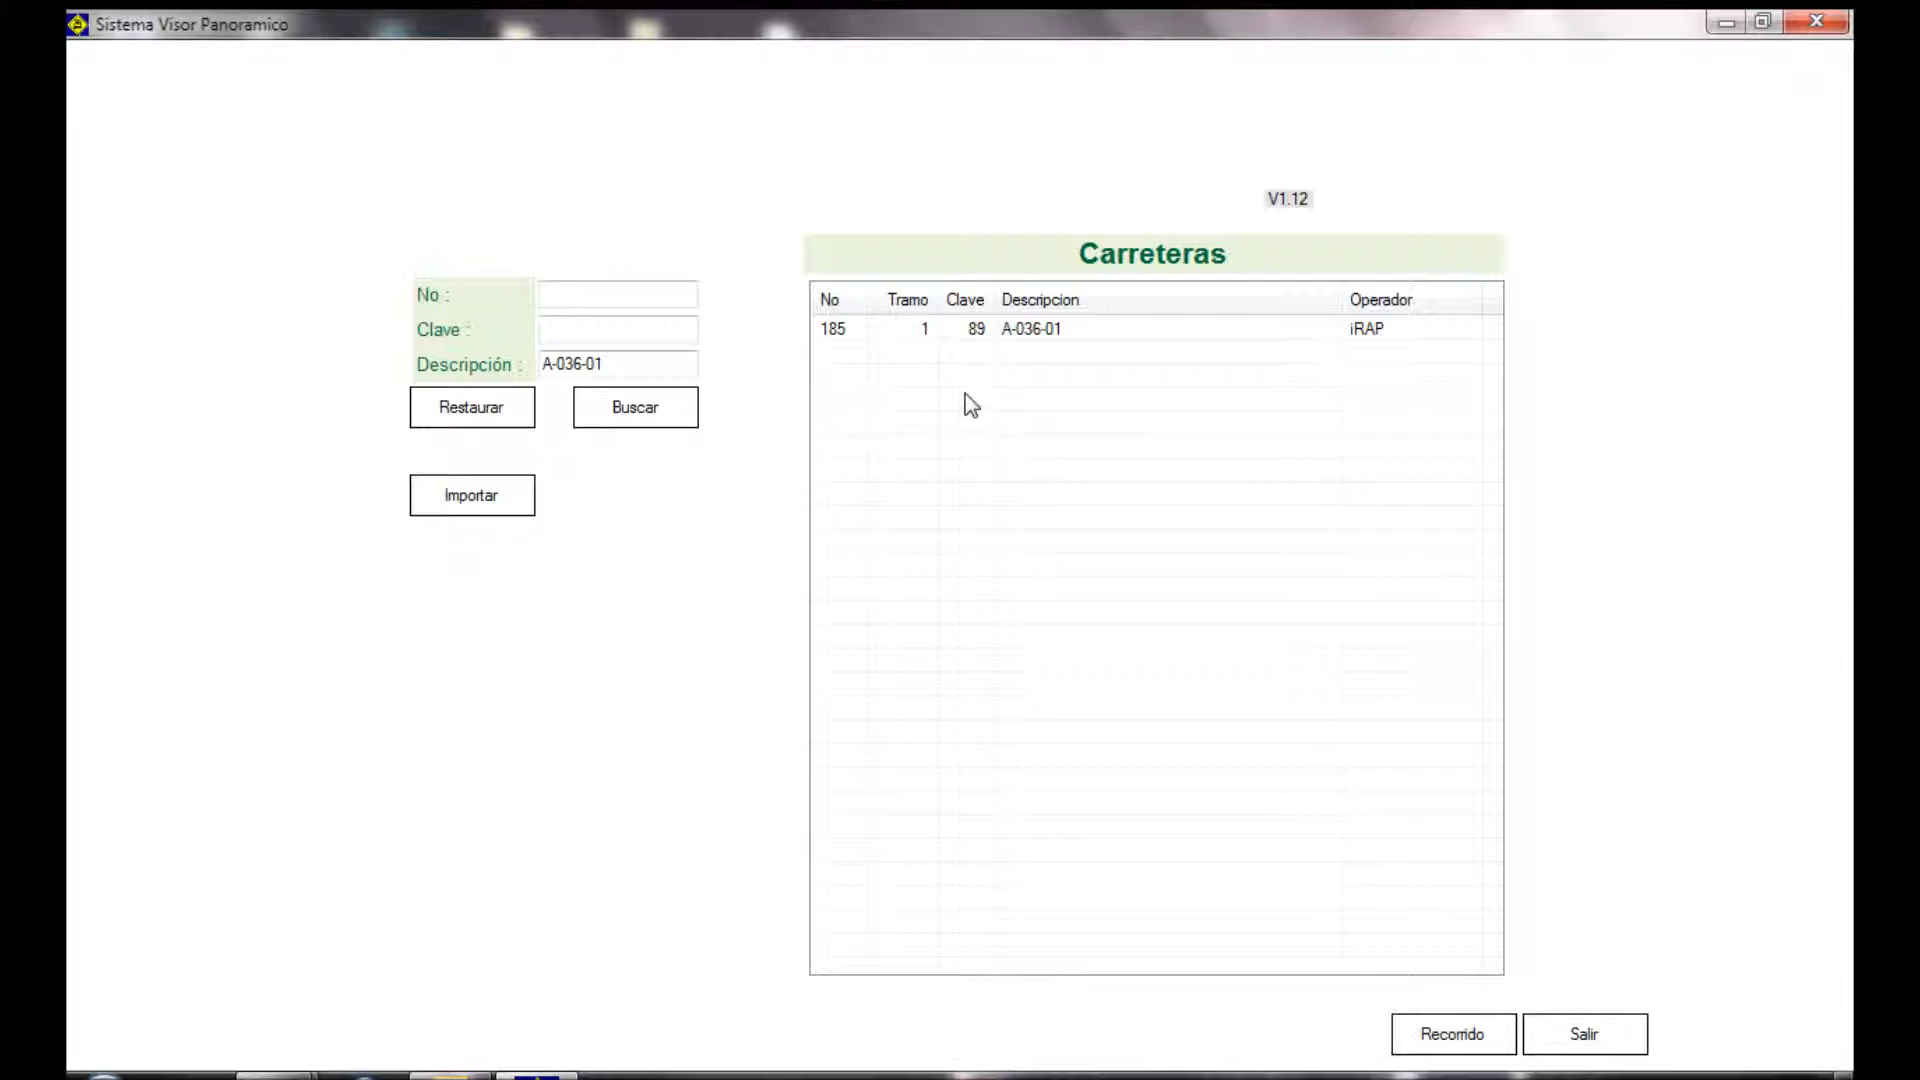 Sistema Visor Panoramico
V1.12
Carreteras
No :
Clave :
Descripción : A-036-01
Restaurar Buscar
Importar
No Tramo Clave Descripcion Operador
185 1 89 A-036-01 iRAP
Recorrido Salir